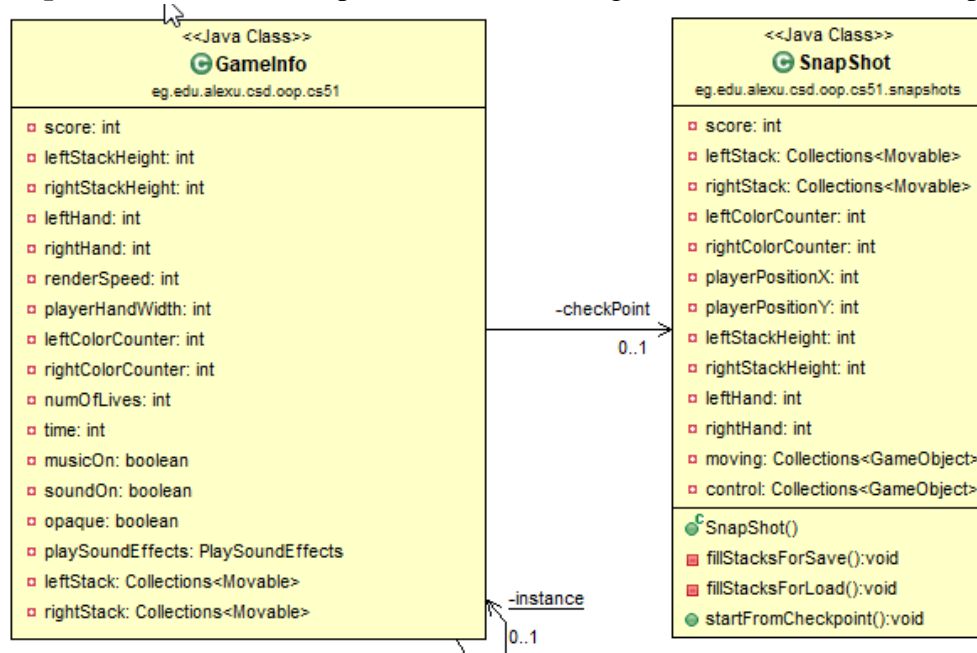 <<Java Class>>
GameInfo
eg.edu.alexu.csd.oop.cs51
score: int
leftStackHeight: int
rightStackHeight: int
leftHand: int
rightHand: int
renderSpeed: int
playerHandWidth: int
leftColorCounter: int
rightColorCounter: int
numOfLives: int
time: int
musicOn: boolean
soundOn: boolean
opaque: boolean
playSoundEffects: PlaySoundEffects
leftStack: Collections<Movable>
rightStack: Collections<Movable>
-checkPoint
0..1
-instance
0..1
<<Java Class>>
SnapShot
eg.edu.alexu.csd.oop.cs51.snapshots
score: int
leftStack: Collections<Movable>
rightStack: Collections<Movable>
leftColorCounter: int
rightColorCounter: int
playerPositionX: int
playerPositionY: int
leftStackHeight: int
rightStackHeight: int
leftHand: int
rightHand: int
moving: Collections<GameObject>
control: Collections<GameObject>
SnapShot()
fillStacksForSave():void
fillStacksForLoad():void
startFromCheckpoint():void